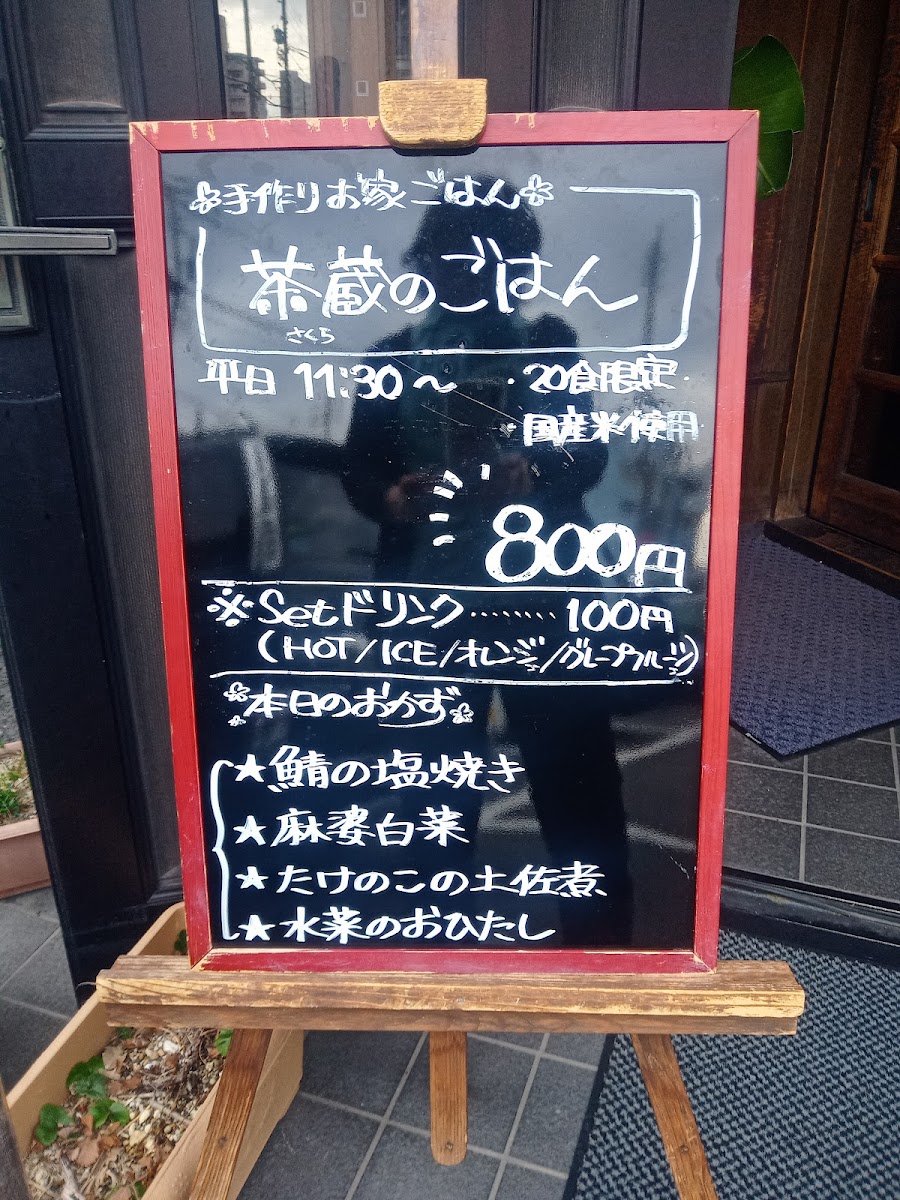 手作りお家ごはん
茶蔵のごはん
さくら
平日 11:30〜 ・20食限定・
・国産米使用
800円
※Setドリンク‥‥‥‥100円
(HOT/ICE/オレンジ/グレープフルーツ)
本日のおかず
★鯖の塩焼き
★麻婆白菜
★たけのこの土佐煮
★水菜のおひたし